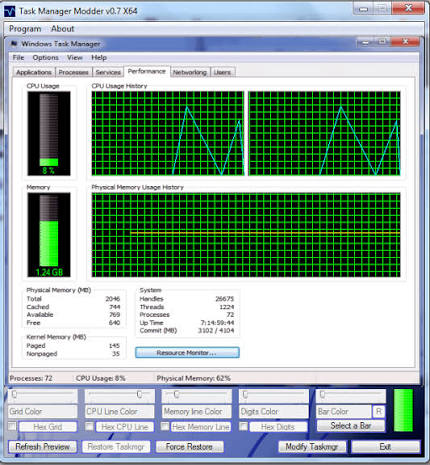 Task Manager Modder v0.7 X64
Program About
Windows Task Manager
File Options View Help
Applications Processes Services Performance Networking Users
CPU Usage CPU Usage History
8 %
Memory Physical Memory Usage History
1.24 GB
Physical Memory (MB)
Total 2046
Cached 744
Available 769
Free 640
Kernel Memory (MB)
Paged 145
Nonpaged 35
System
Handles 26675
Threads 1224
Processes 72
Up Time 7:14:59:44
Commit (MB) 3102 / 4104
Resource Monitor...
Processes: 72 CPU Usage: 8% Physical Memory: 62%
Grid Color CPU Line Color Memory line Color Digits Color Bar Color R
Hex Grid Hex CPU Line Hex Memory Line Hex Diotis Select a Bar
Refresh Preview Restore Taskmgr Force Restore Modify Taskmgr Exit